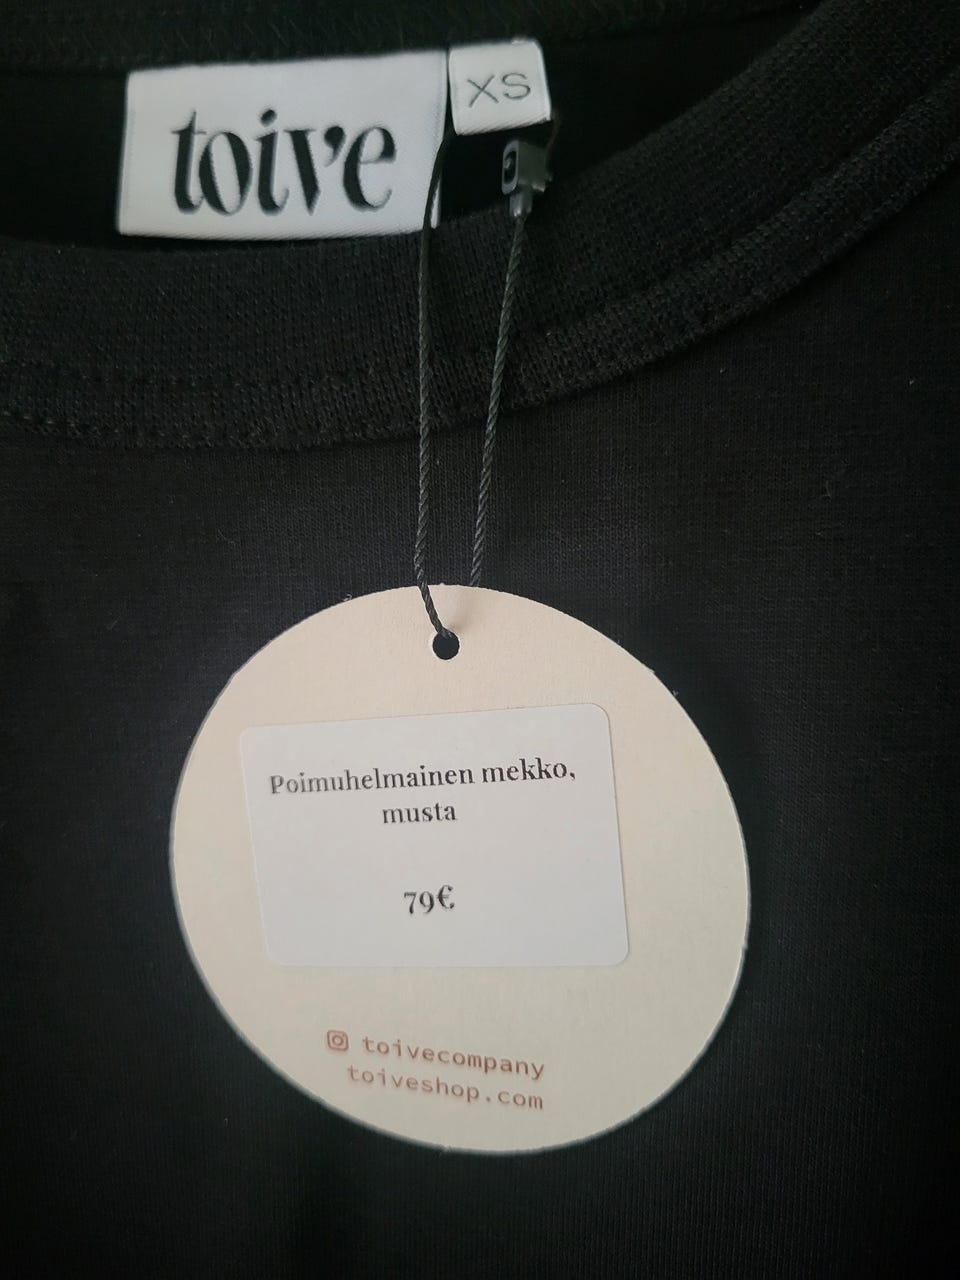 toive
XS
Poimuhelmainen mekko,
musta
79€
toivecompany
toiveshop.com